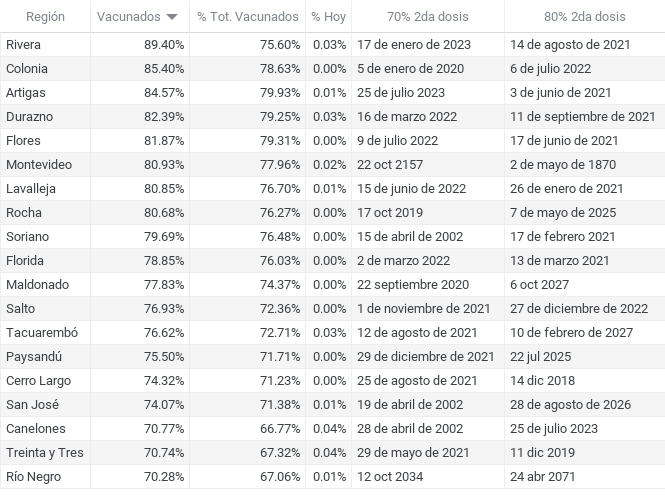 Región Vacunados % Tot. Vacunados % Hoy 70% 2da dosis 80% 2da dosis
Rivera 89.40% 75.60% 0.03% 17 de enero de 2023 14 de agosto de 2021
Colonia 85.40% 78.63% 0.00% 5 de enero de 2020 6 de julio 2022
Artigas 84.57% 79.93% 0.01% 25 de julio 2023 3 de junio de 2021
Durazno 82.39% 79.25% 0.03% 16 de marzo 2022 11 de septiembre de 2021
Flores 81.87% 79.31% 0.00% 9 de julio 2022 17 de junio de 2021
Montevideo 80.93% 77.96% 0.02% 22 oct 2157 2 de mayo de 1870
Lavalleja 80.85% 76.70% 0.01% 15 de junio de 2022 26 de enero de 2021
Rocha 80.68% 76.27% 0.00% 17 oct 2019 7 de mayo de 2025
Soriano 79.69% 76.48% 0.00% 15 de abril de 2002 17 de febrero 2021
Florida 78.85% 76.03% 0.00% 2 de marzo 2022 13 de marzo 2021
Maldonado 77.83% 74.37% 0.00% 22 septiembre 2020 6 oct 2027
Salto 76.93% 72.36% 0.00% 1 de noviembre de 2021 27 de diciembre de 2022
Tacuarembó 76.62% 72.71% 0.03% 12 de agosto de 2021 10 de febrero de 2027
Paysandú 75.50% 71.71% 0.00% 29 de diciembre de 2021 22 jul 2025
Cerro Largo 74.32% 71.23% 0.00% 25 de agosto de 2021 14 dic 2018
San José 74.07% 71.38% 0.01% 19 de abril de 2002 28 de agosto de 2026
Canelones 70.77% 66.77% 0.04% 28 de abril de 2002 25 de julio 2023
Treinta y Tres 70.74% 67.32% 0.04% 29 de mayo de 2021 11 dic 2019
Río Negro 70.28% 67.06% 0.01% 12 oct 2034 24 abr 2071